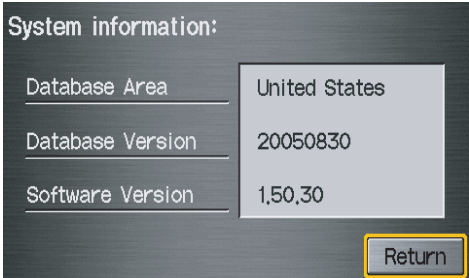 System information:
Database Area United States
Database Version 20050830
Software Version 1,50,30
Return